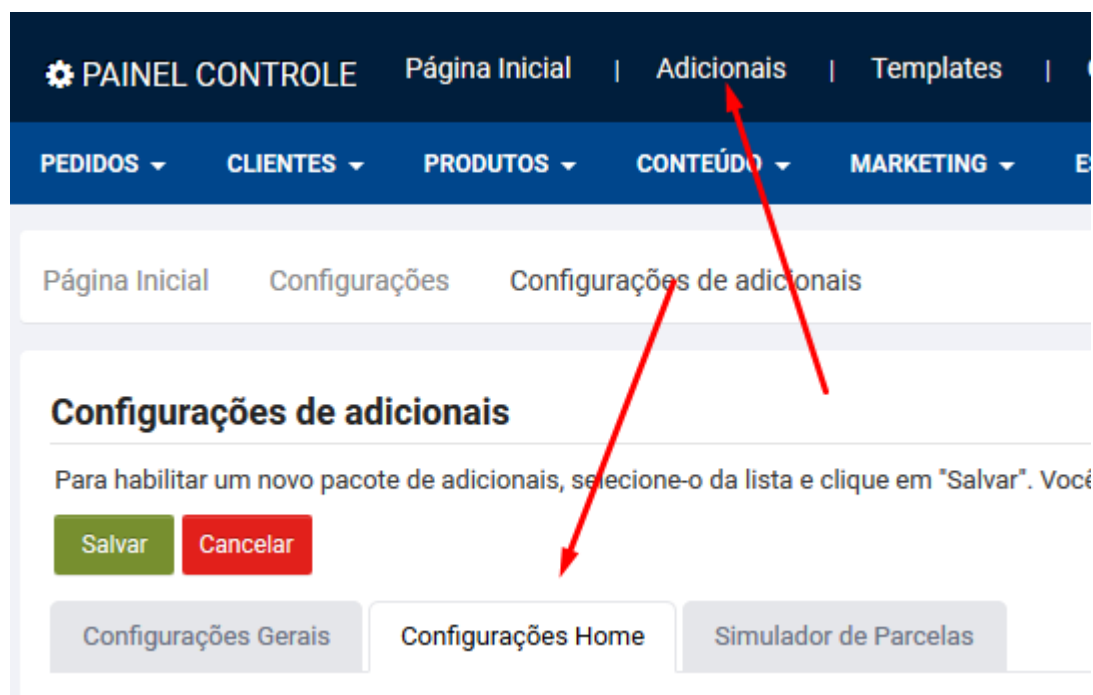 PAINEL CONTROLE Página Inicial | Adicionais | Templates |
PEDIDOS CLIENTES PRODUTOS CONTEÚDO MARKETING
Página Inicial Configurações Configurações de adicionais
Configurações de adicionais
Para habilitar um novo pacote de adicionais, selecione-o da lista e clique em "Salvar". Você
Salvar Cancelar
Configurações Gerais Configurações Home Simulador de Parcelas